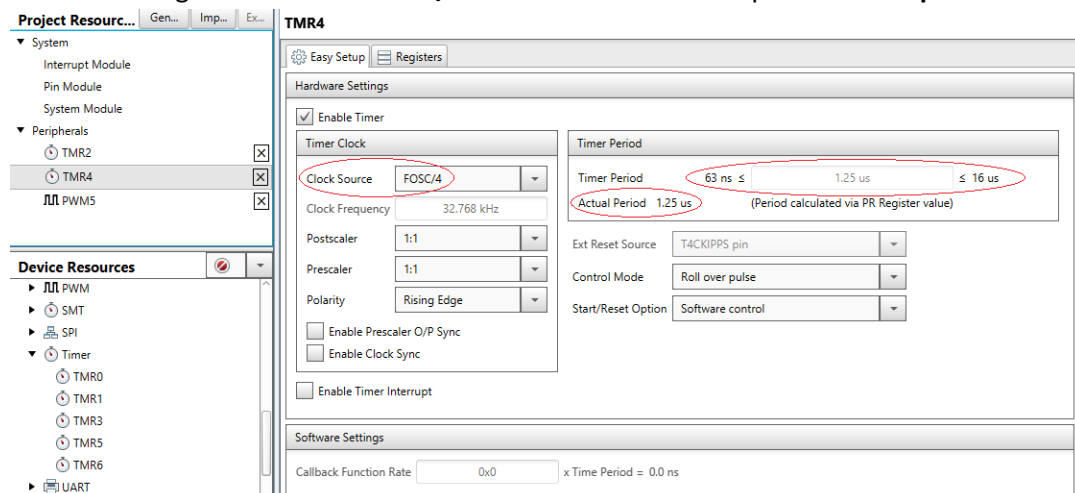 Project Resourc... Gen... Imp... Ex...
▼ System
Interrupt Module
Pin Module
System Module
▼ Peripherals
TMR2
TMR4
PWM5
Device Resources
PWM
SMT
SPI
Timer
TMR0
TMR1
TMR3
TMR5
TMR6
UART
TMR4
Easy Setup Registers
Hardware Settings
Enable Timer
Timer Clock
Clock Source FOSC/4
Clock Frequency 32.768 kHz
Postscaler 1:1
Prescaler 1:1
Polarity Rising Edge
Enable Prescaler O/P Sync
Enable Clock Sync
Enable Timer Interrupt
Timer Period
Timer Period 63 ns ≤ 1.25 us ≤ 16 us
Actual Period 1.25 us (Period calculated via PR Register value)
Ext Reset Source T4CKIPPS pin
Control Mode Roll over pulse
Start/Reset Option Software control
Software Settings
Callback Function Rate 0x0 x Time Period = 0.0 ns